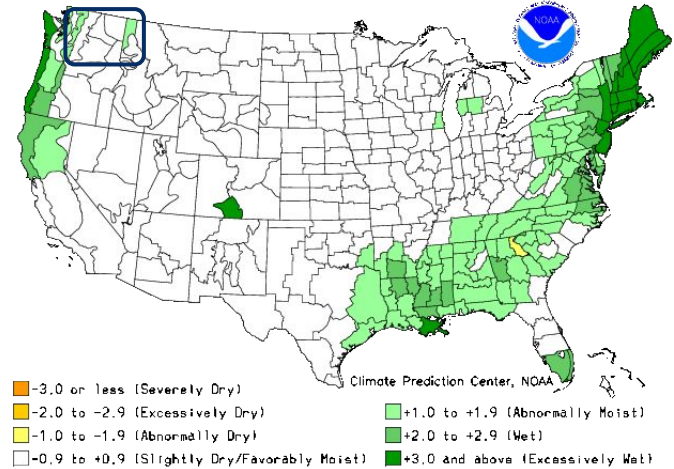 NOAA
Climate Prediction Center, NOAA
-3.0 or less (Severely Dry)
-2.0 to -2.9 (Excessively Dry)
-1.0 to -1.9 (Abnormally Dry)
-0.9 to +0.9 (Slightly Dry/Favorably Moist)
+1.0 to +1.9 (Abnormally Moist)
+2.0 to +2.9 (Wet)
+3.0 and above (Excessively Wet)